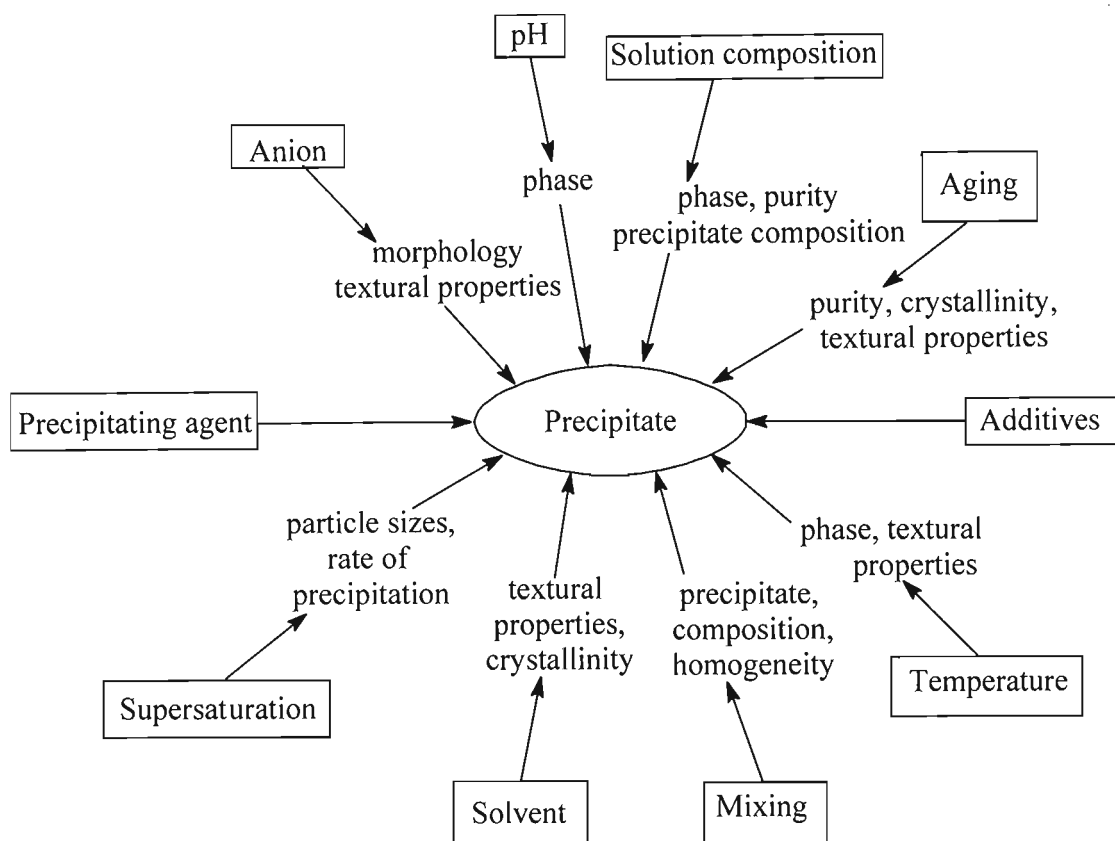 pH
Solution composition
Anion
phase
Aging
phase, purity
precipitate composition
morphology
textural properties
purity, crystallinity,
textural properties
Precipitating agent
Precipitate
Additives
particle sizes,
rate of
precipitation
phase, textural
properties
textural
properties,
crystallinity
precipitate,
composition,
homogeneity
Supersaturation
Temperature
Solvent
Mixing